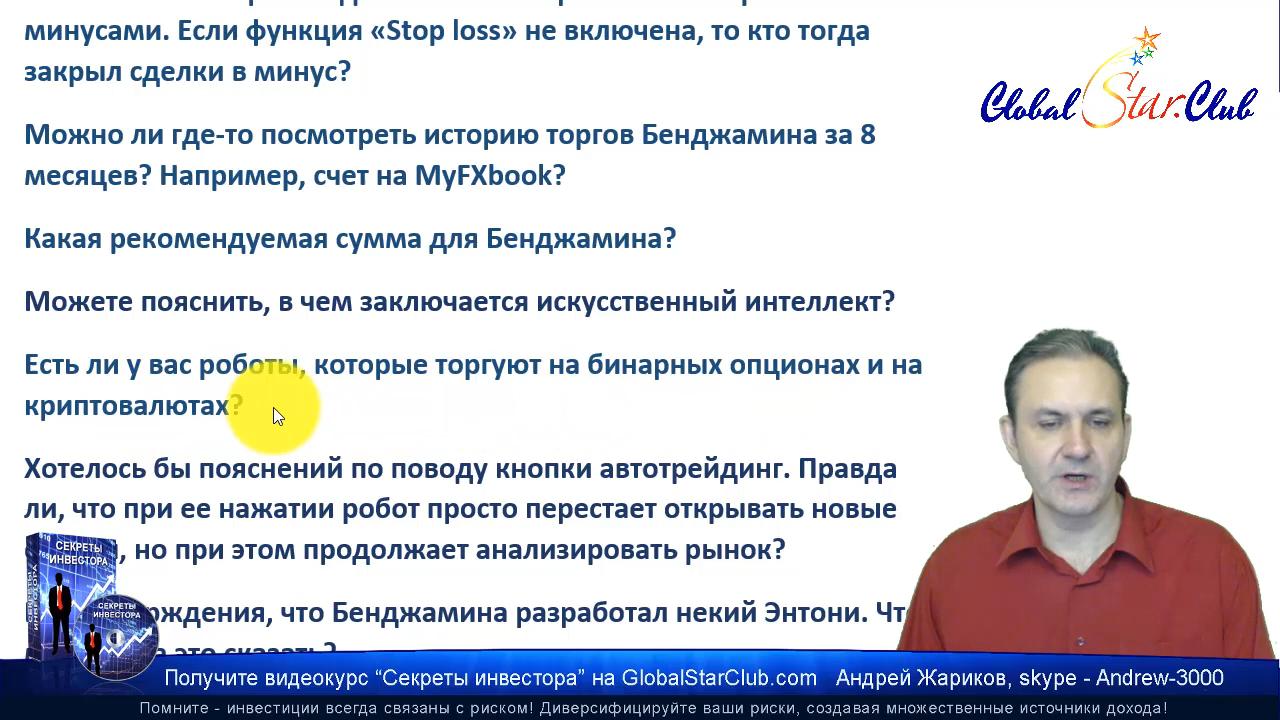 минусами. Если функция «Stop loss» не включена, то кто тогда
закрыл сделки в минус?
Можно ли где-то посмотреть историю торгов Бенджамина за 8
месяцев? Например, счет на MyFXbook?
Какая рекомендуемая сумма для Бенджамина?
Можете пояснить, в чем заключается искусственный интеллект?
Есть ли у вас роботы, которые торгуют на бинарных опционах и на
криптовалютах?
Хотелось бы пояснений по поводу кнопки автотрейдинг. Правда
ли, что при ее нажатии робот просто перестает открывать новые
, но при этом продолжает анализировать рынок?
что Бенджамина разработал некий Энтони.
это сказать?
Global Star.Club
СЕКРЕТЫ
ИНВЕСТОРА
СЕКРЕТЫ
ИНВЕСТОРА
Получите видеокурс “Секреты инвестора” на GlobalStarClub.com Андрей Жариков, skype - Andrew-3000
Помните - инвестиции всегда связаны с риском! Диверсифицируйте ваши риски, создавая множественные источники дохода!